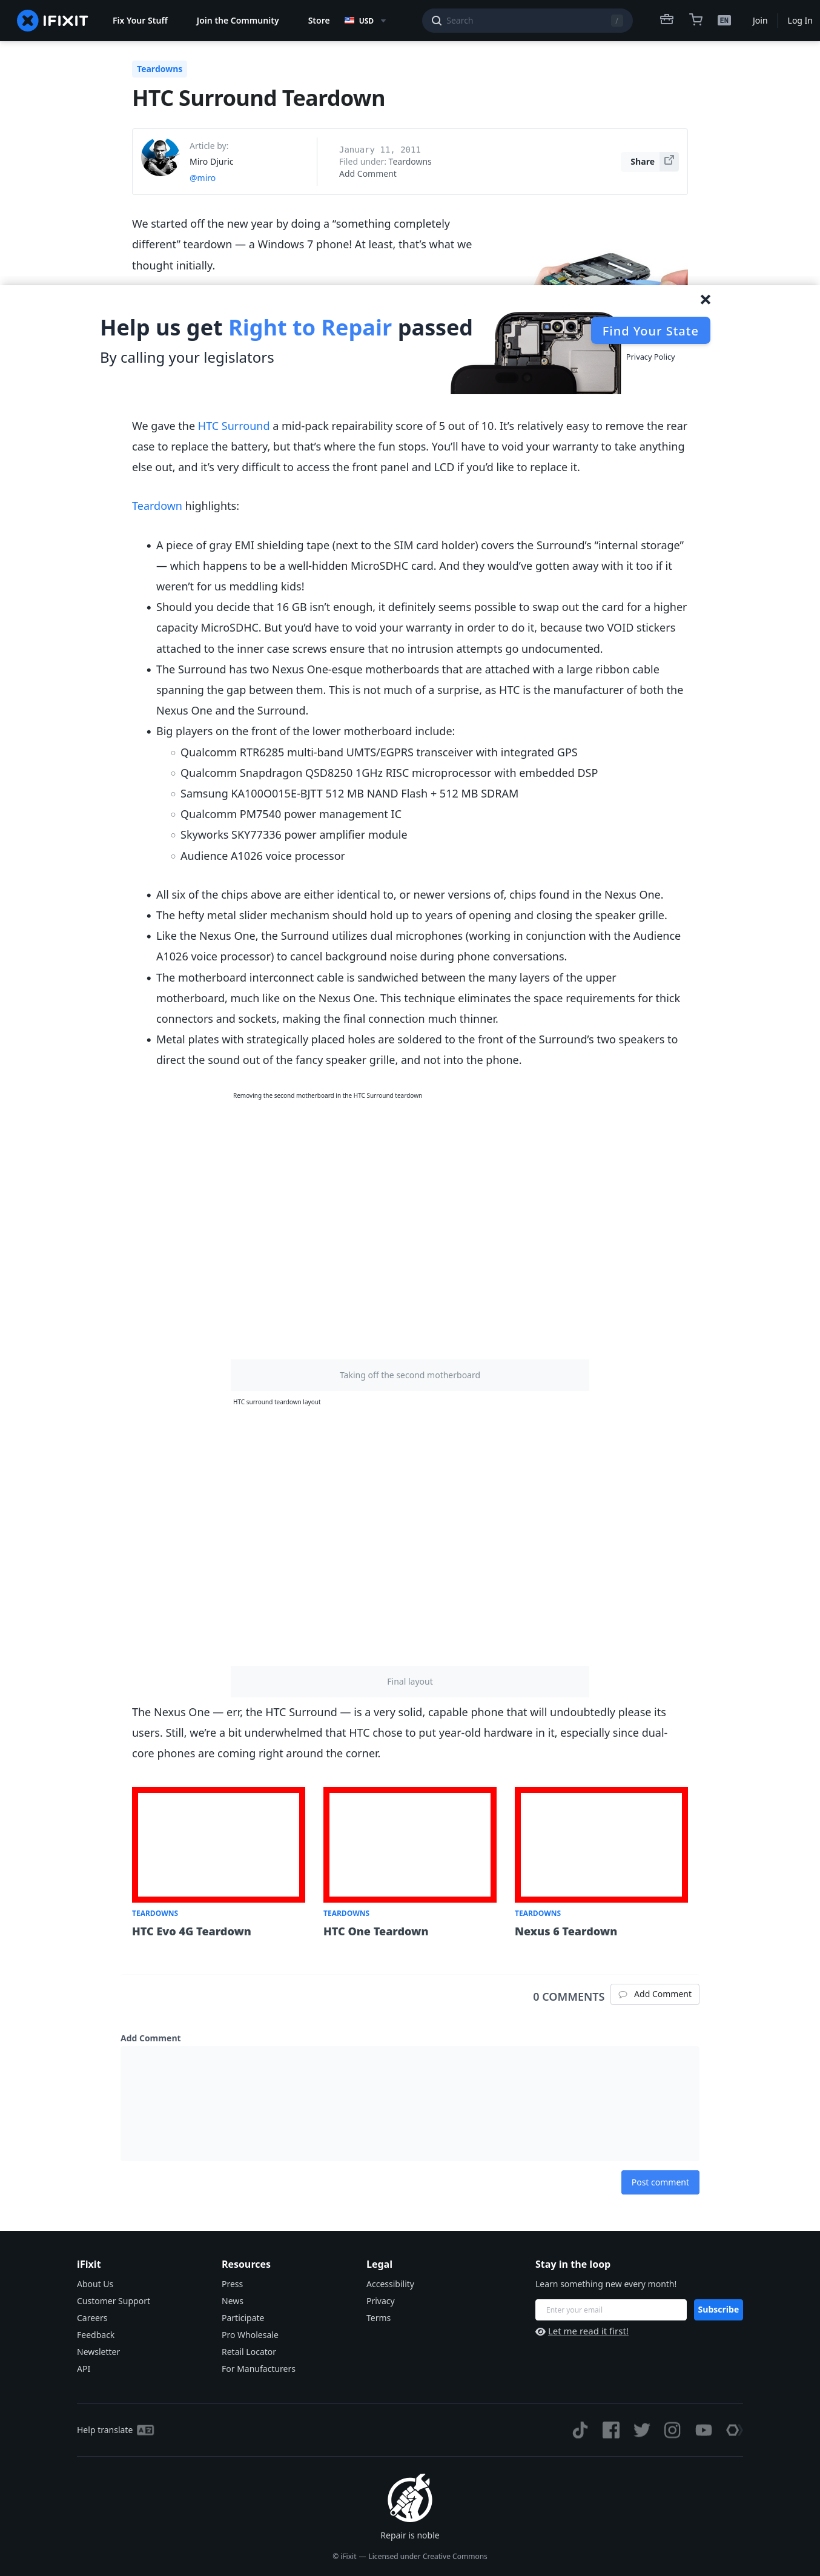 IFIXIT
Fix Your Stuff
Join the Community
Store
USD
Search
/
EN
Join
Log In
Teardowns
HTC Surround Teardown
Article by:
Miro Djuric
@miro
January 11, 2011
Filed under: Teardowns
Add Comment
Share
We started off the new year by doing a “something completely
different” teardown — a Windows 7 phone! At least, that’s what we
thought initially.
Help us get Right to Repair passed
By calling your legislators
Find Your State
Privacy Policy
We gave the HTC Surround a mid-pack repairability score of 5 out of 10. It’s relatively easy to remove the rear
case to replace the battery, but that’s where the fun stops. You’ll have to void your warranty to take anything
else out, and it’s very difficult to access the front panel and LCD if you’d like to replace it.
Teardown highlights:
A piece of gray EMI shielding tape (next to the SIM card holder) covers the Surround’s “internal storage”
— which happens to be a well-hidden MicroSDHC card. And they would’ve gotten away with it too if it
weren’t for us meddling kids!
Should you decide that 16 GB isn’t enough, it definitely seems possible to swap out the card for a higher
capacity MicroSDHC. But you’d have to void your warranty in order to do it, because two VOID stickers
attached to the inner case screws ensure that no intrusion attempts go undocumented.
The Surround has two Nexus One-esque motherboards that are attached with a large ribbon cable
spanning the gap between them. This is not much of a surprise, as HTC is the manufacturer of both the
Nexus One and the Surround.
Big players on the front of the lower motherboard include:
Qualcomm RTR6285 multi-band UMTS/EGPRS transceiver with integrated GPS
Qualcomm Snapdragon QSD8250 1GHz RISC microprocessor with embedded DSP
Samsung KA100O015E-BJTT 512 MB NAND Flash + 512 MB SDRAM
Qualcomm PM7540 power management IC
Skyworks SKY77336 power amplifier module
Audience A1026 voice processor
All six of the chips above are either identical to, or newer versions of, chips found in the Nexus One.
The hefty metal slider mechanism should hold up to years of opening and closing the speaker grille.
Like the Nexus One, the Surround utilizes dual microphones (working in conjunction with the Audience
A1026 voice processor) to cancel background noise during phone conversations.
The motherboard interconnect cable is sandwiched between the many layers of the upper
motherboard, much like on the Nexus One. This technique eliminates the space requirements for thick
connectors and sockets, making the final connection much thinner.
Metal plates with strategically placed holes are soldered to the front of the Surround’s two speakers to
direct the sound out of the fancy speaker grille, and not into the phone.
Removing the second motherboard in the HTC Surround teardown
Taking off the second motherboard
HTC surround teardown layout
Final layout
The Nexus One — err, the HTC Surround — is a very solid, capable phone that will undoubtedly please its
users. Still, we’re a bit underwhelmed that HTC chose to put year-old hardware in it, especially since dual-
core phones are coming right around the corner.
TEARDOWNS
HTC Evo 4G Teardown
TEARDOWNS
HTC One Teardown
TEARDOWNS
Nexus 6 Teardown
0 COMMENTS
Add Comment
Add Comment
Post comment
iFixit
About Us
Customer Support
Careers
Feedback
Newsletter
API
Resources
Press
News
Participate
Pro Wholesale
Retail Locator
For Manufacturers
Legal
Accessibility
Privacy
Terms
Stay in the loop
Learn something new every month!
Enter your email
Subscribe
Let me read it first!
Help translate
Repair is noble
© iFixit — Licensed under Creative Commons